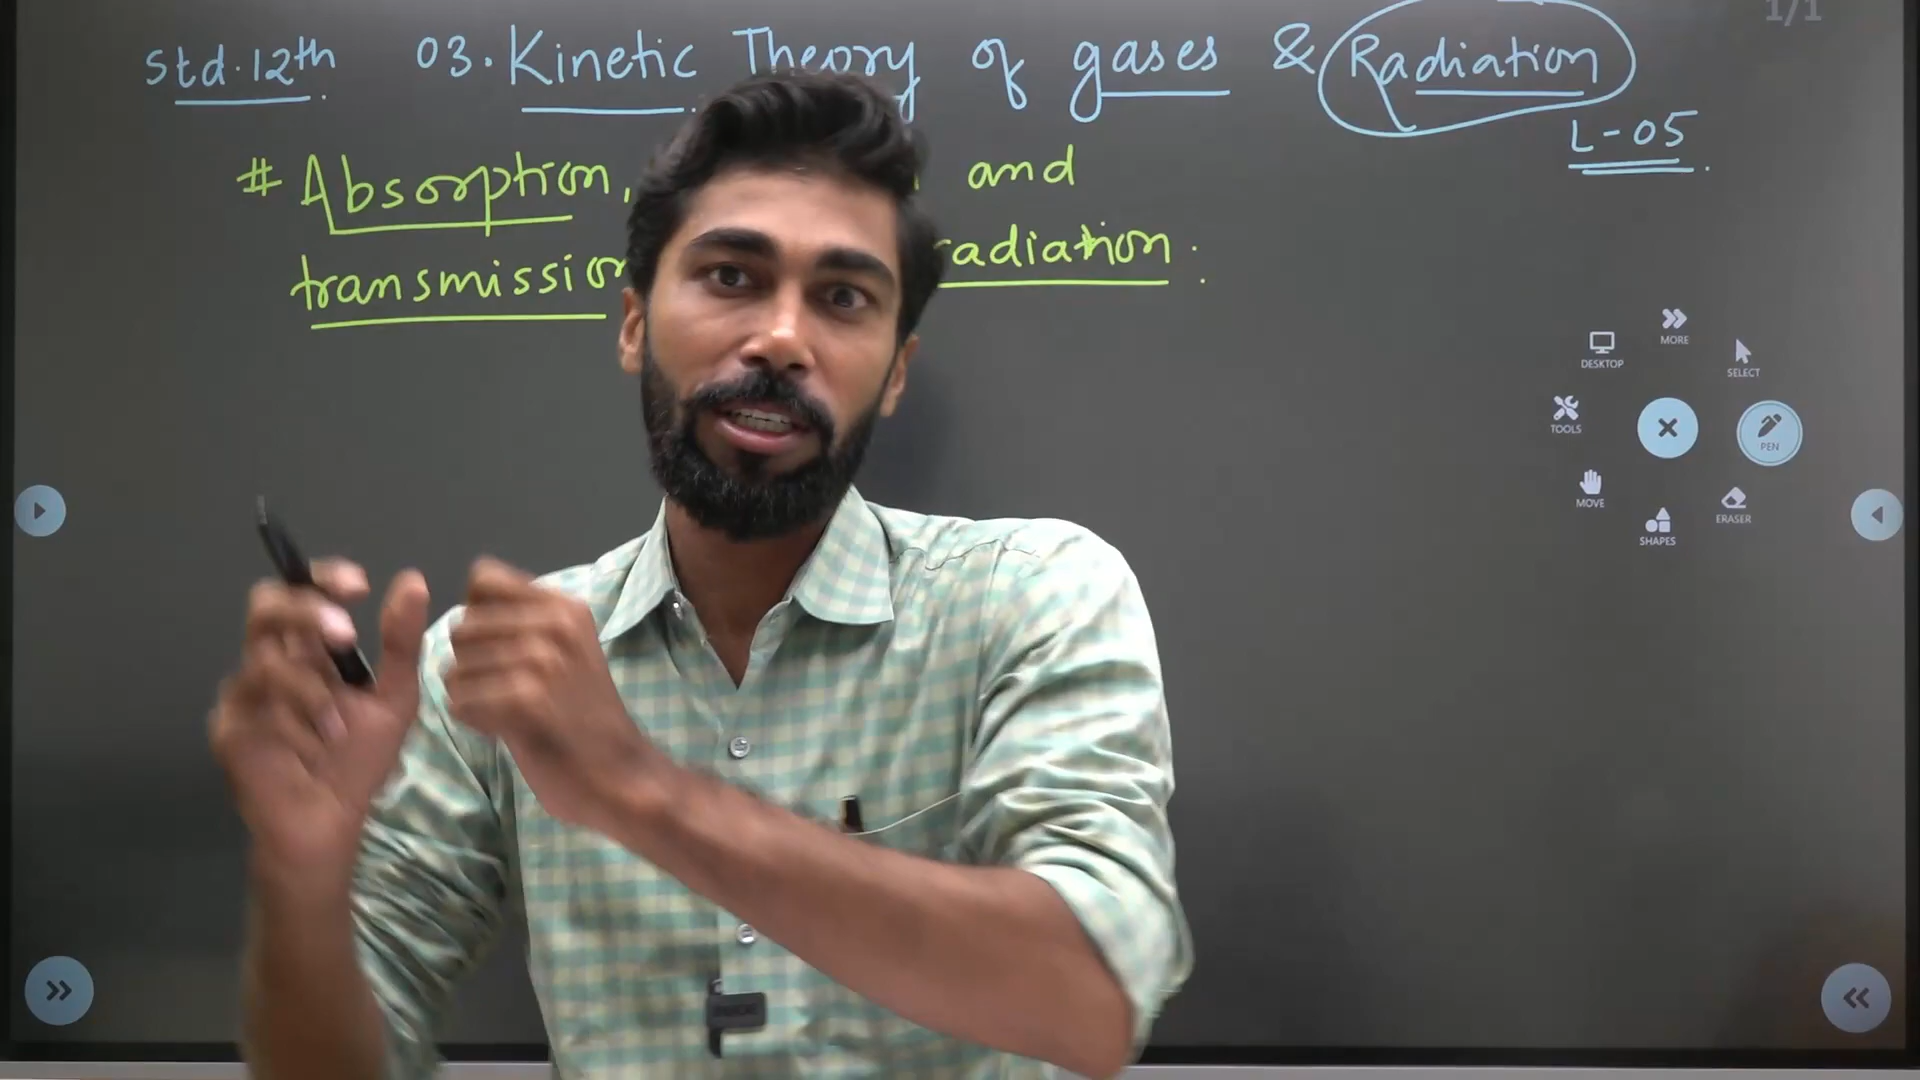 1/1
Std.12th 03. Kinetic Theory of gases & Radiation
L-05
# Absorption, and
transmission radiation.
MORE
DESKTOP
SELECT
TOOLS
PEN
MOVE
ERASER
SHAPES